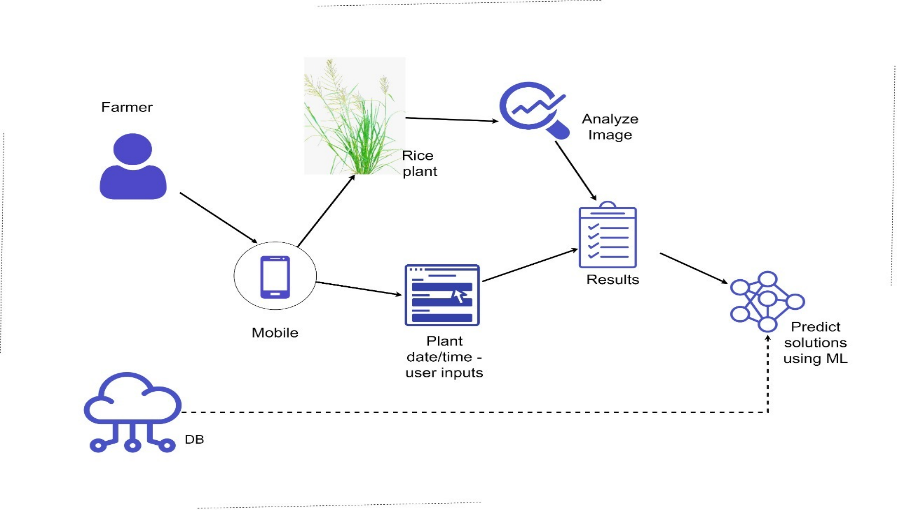 Farmer
Rice
plant
Analyze
Image
Results
Mobile
Plant
date/time -
user inputs
Predict
solutions
using ML
DB